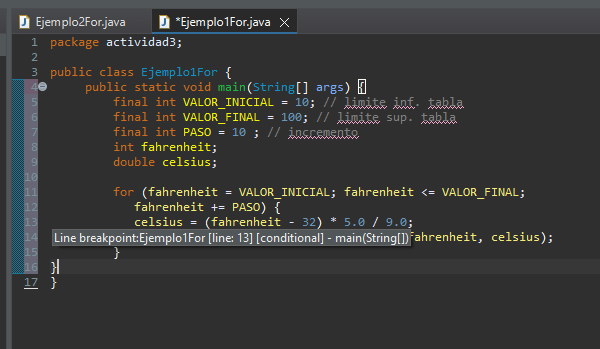 Ejemplo2For.java *Ejemplo1For.java
1 package actividad3;
2
3 public class Ejemplo1For {
4 public static void main(String[] args) {
5 final int VALOR_INICIAL = 10; // limite inf. tabla
6 final int VALOR_FINAL = 100; // limite sup. tabla
7 final int PASO = 10 ; // incremento
8 int fahrenheit;
9 double celsius;
10
11 for (fahrenheit = VALOR_INICIAL; fahrenheit <= VALOR_FINAL;
12 fahrenheit += PASO) {
13 celsius = (fahrenheit - 32) * 5.0 / 9.0;
14 Line breakpoint:Ejemplo1For [line: 13] [conditional] - main(String[]) fahrenheit, celsius);
15 }
16 }
17 }